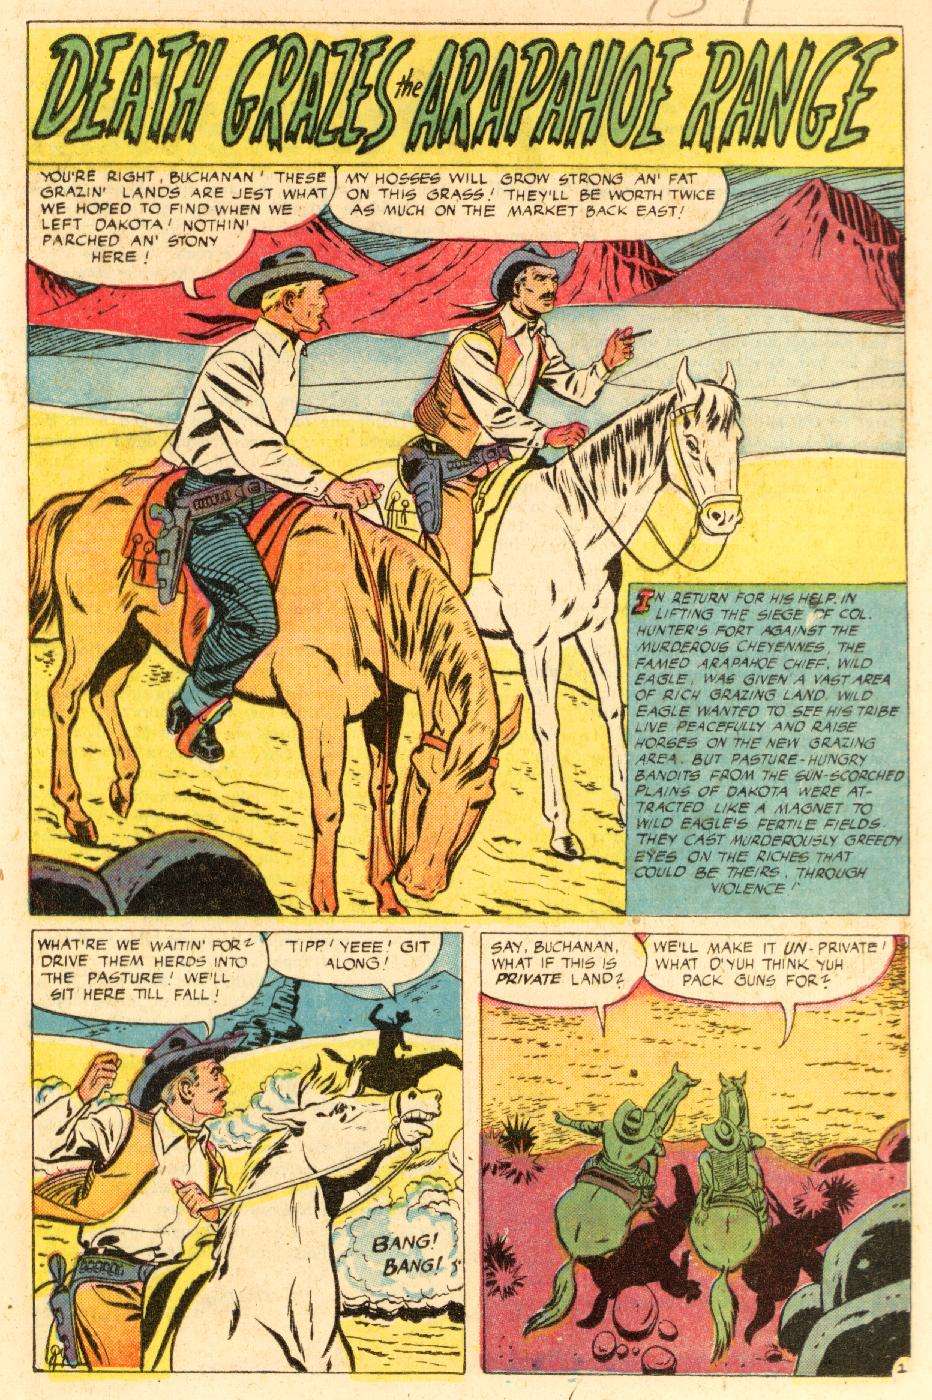 DEATH GRAZES the ARAPAHOE RANGE
YOU'RE RIGHT, BUCHANAN! THESE
GRAZIN' LANDS ARE JEST WHAT
WE HOPED TO FIND WHEN WE
LEFT DAKOTA! NOTHIN'
PARCHED AN' STONY
HERE!
MY HOSSES WILL GROW STRONG AN' FAT
ON THIS GRASS! THEY'LL BE WORTH TWICE
AS MUCH ON THE MARKET BACK EAST!
IN RETURN FOR HIS HELP IN
LIFTING THE SIEGE OF COL.
HUNTER'S FORT AGAINST THE
MURDEROUS CHEYENNES, THE
FAMED ARAPAHOE CHIEF, WILD
EAGLE, WAS GIVEN A VAST AREA
OF RICH GRAZING LAND. WILD
EAGLE WANTED TO SEE HIS TRIBE
LIVE PEACEFULLY AND RAISE
HORSES ON THE NEW GRAZING
AREA. BUT PASTURE-HUNGRY
BANDITS FROM THE SUN-SCORCHED
PLAINS OF DAKOTA WERE AT-
TRACTED LIKE A MAGNET TO
WILD EAGLE'S FERTILE FIELDS.
THEY CAST MURDEROUSLY GREEDY
EYES ON THE RICHES THAT
COULD BE THEIRS, THROUGH
VIOLENCE!
WHAT'RE WE WAITIN' FOR?
DRIVE THEM HERDS INTO
THE PASTURE! WE'LL
SIT HERE TILL FALL!
TIPP! YEEE! GIT
ALONG!
BANG!
BANG!
SAY, BUCHANAN,
WHAT IF THIS IS
PRIVATE LAND?
WE'LL MAKE IT UN-PRIVATE!
WHAT D'YUH THINK YUH
PACK GUNS FOR?
1